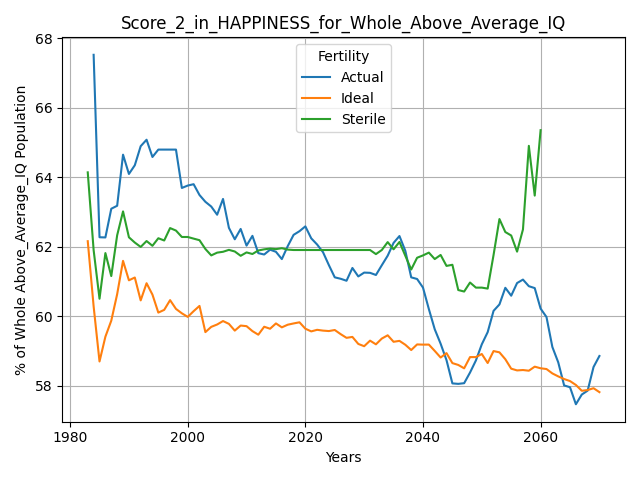 Score_2_in_HAPPINESS_for_Whole_Above_Average_IQ
% of Whole Above_Average_IQ Population
68
66
64
62
60
58
Fertility
Actual
Ideal
Sterile
1980
2000
2020
2040
2060
Years